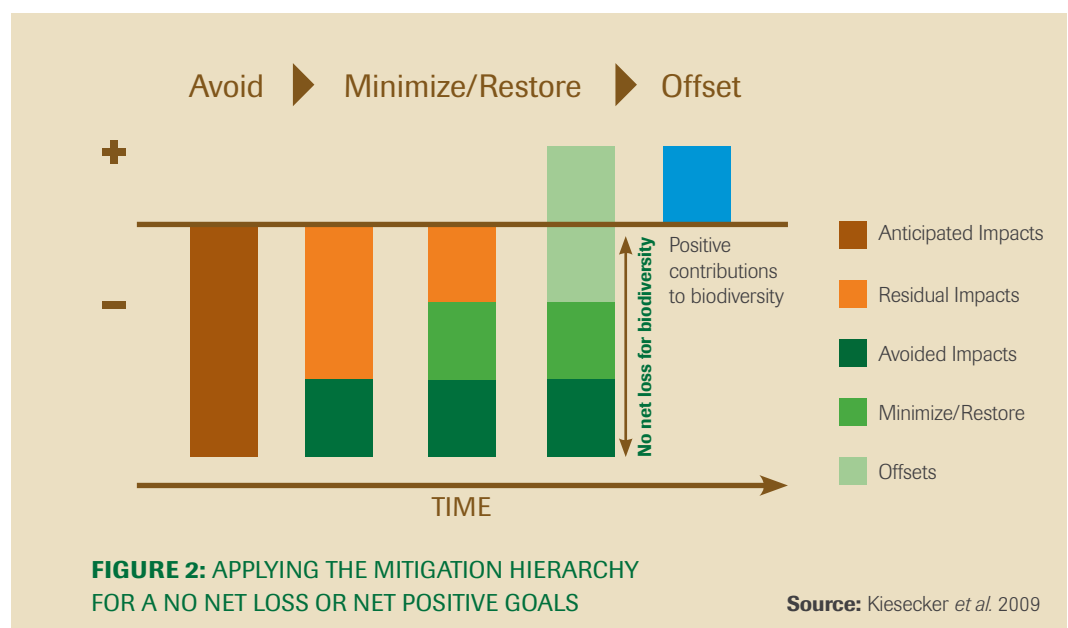 Avoid Minimize/Restore Offset
+
−
No net loss for biodiversity
Positive
contributions
to biodiversity
Anticipated Impacts
Residual Impacts
Avoided Impacts
Minimize/Restore
Offsets
TIME
FIGURE 2: APPLYING THE MITIGATION HIERARCHY
FOR A NO NET LOSS OR NET POSITIVE GOALS
Source: Kiesecker et al. 2009